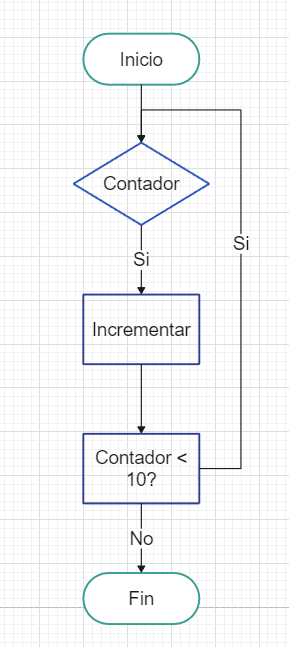 Inicio
Contador
Si
Si
Incrementar
Contador <
10?
No
Fin